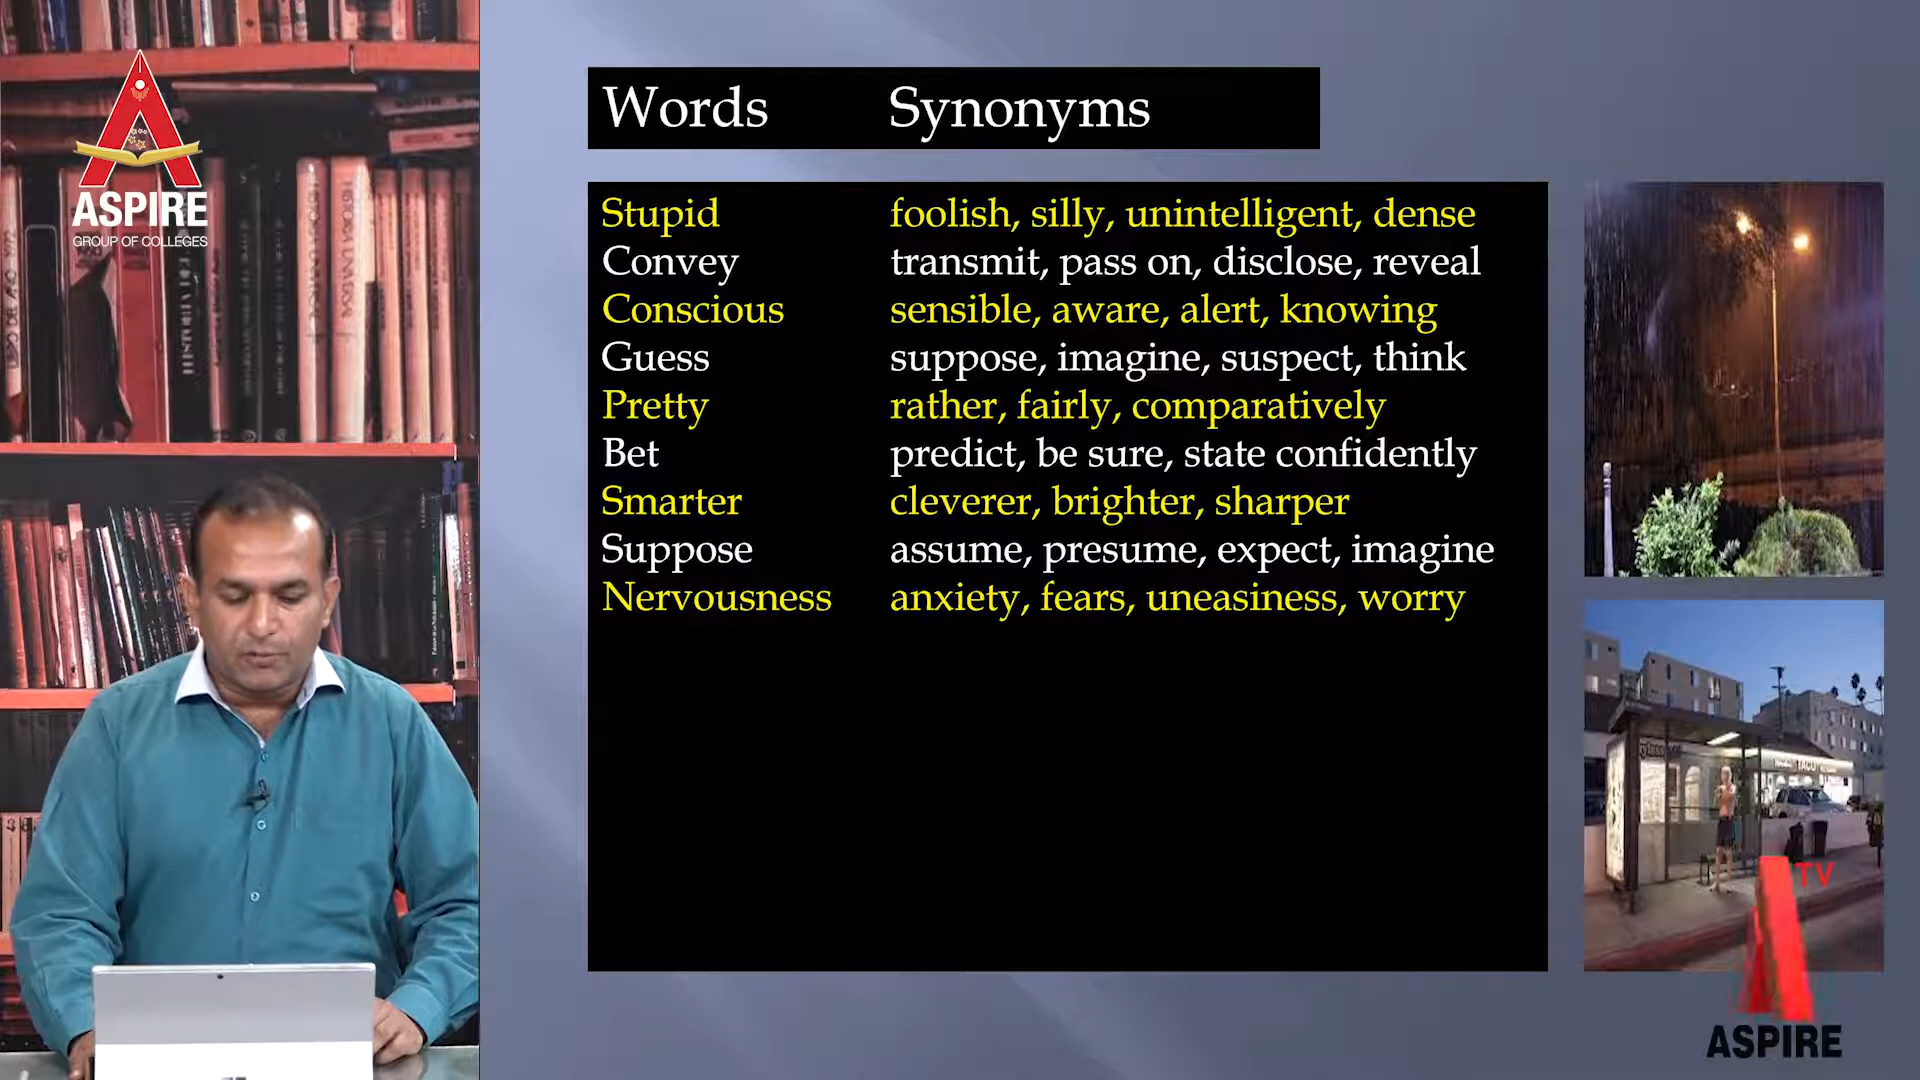 ASPIRE
GROUP OF COLLEGES
Words Synonyms
Stupid foolish, silly, unintelligent, dense
Convey transmit, pass on, disclose, reveal
Conscious sensible, aware, alert, knowing
Guess suppose, imagine, suspect, think
Pretty rather, fairly, comparatively
Bet predict, be sure, state confidently
Smarter cleverer, brighter, sharper
Suppose assume, presume, expect, imagine
Nervousness anxiety, fears, uneasiness, worry
TV
ASPIRE